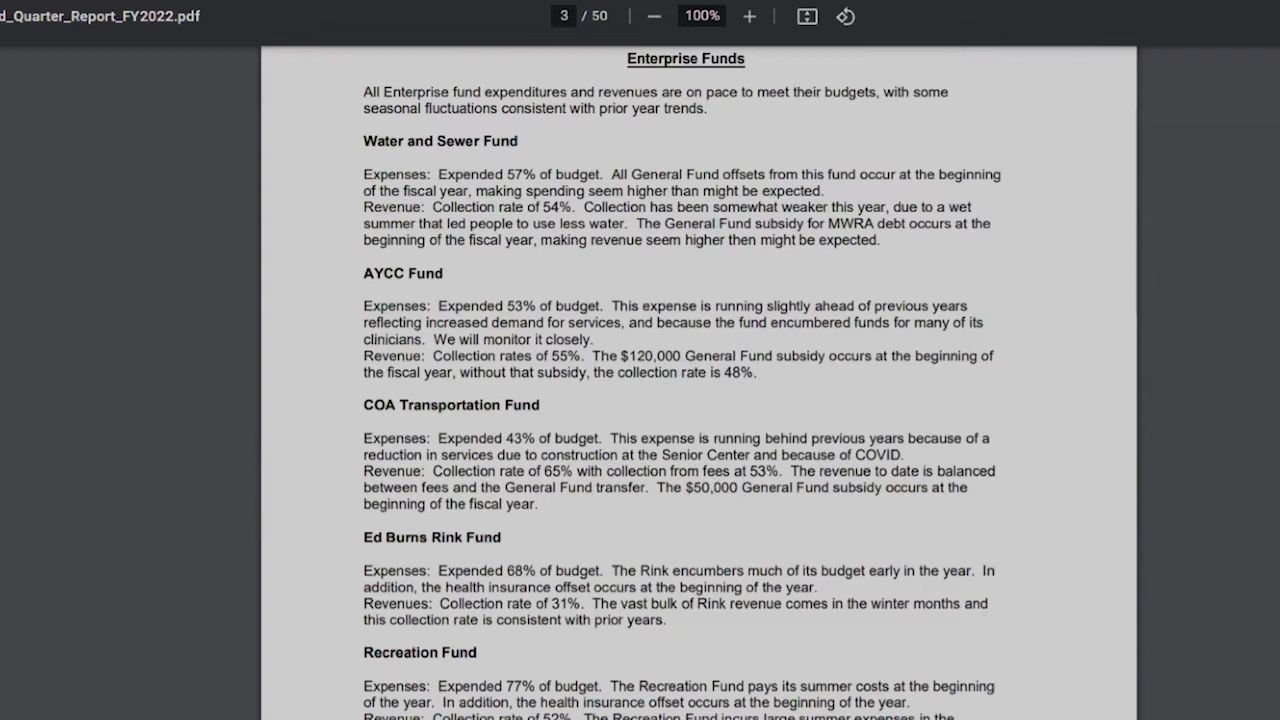 d_Quarter_Report_FY2022.pdf
3 / 50
100%
Enterprise Funds
All Enterprise fund expenditures and revenues are on pace to meet their budgets, with some
seasonal fluctuations consistent with prior year trends.
Water and Sewer Fund
Expenses:  Expended 57% of budget.  All General Fund offsets from this fund occur at the beginning
of the fiscal year, making spending seem higher than might be expected.
Revenue:  Collection rate of 54%.  Collection has been somewhat weaker this year, due to a wet
summer that led people to use less water.  The General Fund subsidy for MWRA debt occurs at the
beginning of the fiscal year, making revenue seem higher then might be expected.
AYCC Fund
Expenses:  Expended 53% of budget.  This expense is running slightly ahead of previous years
reflecting increased demand for services, and because the fund encumbered funds for many of its
clinicians.  We will monitor it closely.
Revenue:  Collection rates of 55%.  The $120,000 General Fund subsidy occurs at the beginning of
the fiscal year, without that subsidy, the collection rate is 48%.
COA Transportation Fund
Expenses:  Expended 43% of budget.  This expense is running behind previous years because of a
reduction in services due to construction at the Senior Center and because of COVID.
Revenue:  Collection rate of 65% with collection from fees at 53%.  The revenue to date is balanced
between fees and the General Fund transfer.  The $50,000 General Fund subsidy occurs at the
beginning of the fiscal year.
Ed Burns Rink Fund
Expenses:  Expended 68% of budget.  The Rink encumbers much of its budget early in the year.  In
addition, the health insurance offset occurs at the beginning of the year.
Revenues:  Collection rate of 31%.  The vast bulk of Rink revenue comes in the winter months and
this collection rate is consistent with prior years.
Recreation Fund
Expenses:  Expended 77% of budget.  The Recreation Fund pays its summer costs at the beginning
of the year.  In addition, the health insurance offset occurs at the beginning of the year.
Revenue:  Collection rate of 52%.  The Recreation Fund incurs large summer expenses in the